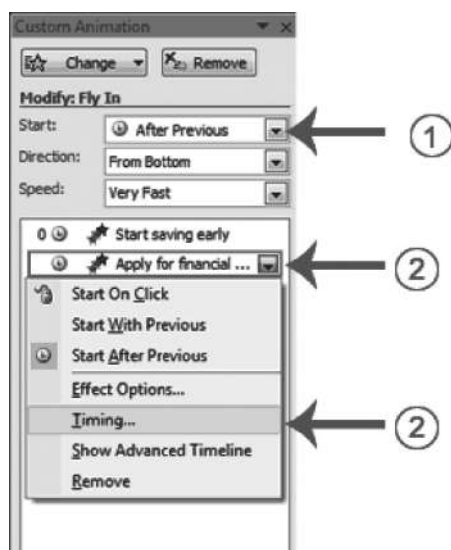 Custom Animation
Change
Remove
Modify: Fly In
Start: After Previous
1
Direction: From Bottom
Speed: Very Fast
0 Start saving early
Apply for financial ...
2
Start On Click
Start With Previous
Start After Previous
Effect Options...
Timing...
2
Show Advanced Timeline
Remove